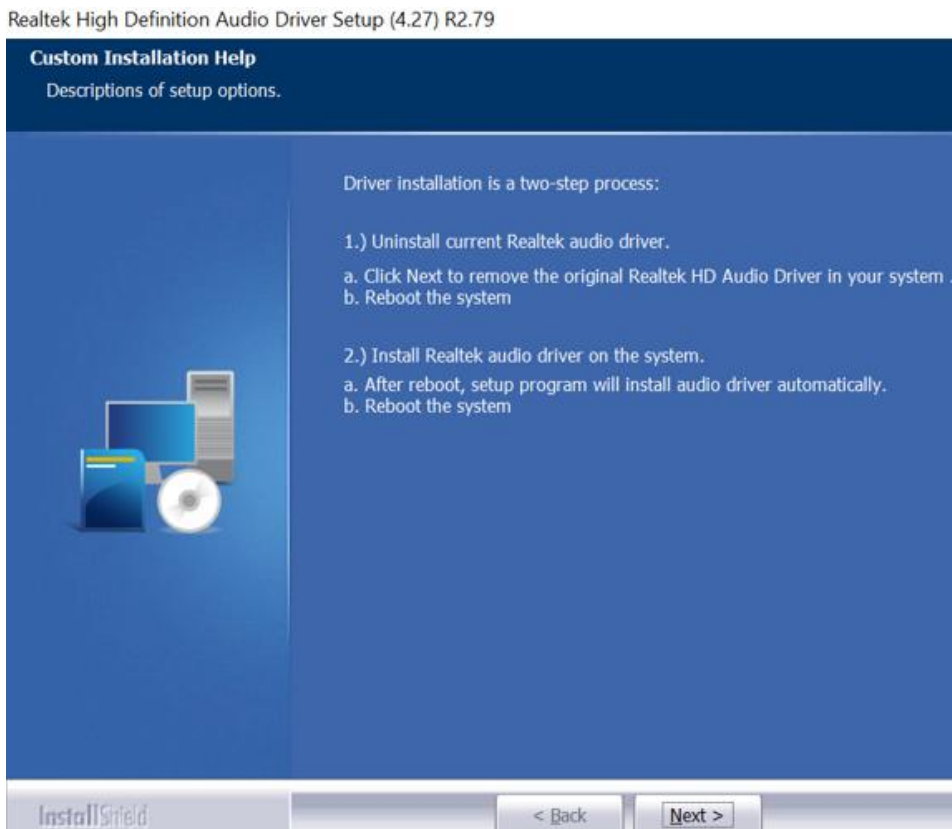 Realtek High Definition Audio Driver Setup (4.27) R2.79
Custom Installation Help
Descriptions of setup options.
Driver installation is a two-step process:
1.) Uninstall current Realtek audio driver.
a. Click Next to remove the original Realtek HD Audio Driver in your system .
b. Reboot the system
2.) Install Realtek audio driver on the system.
a. After reboot, setup program will install audio driver automatically.
b. Reboot the system
InstallShield
< Back
Next >